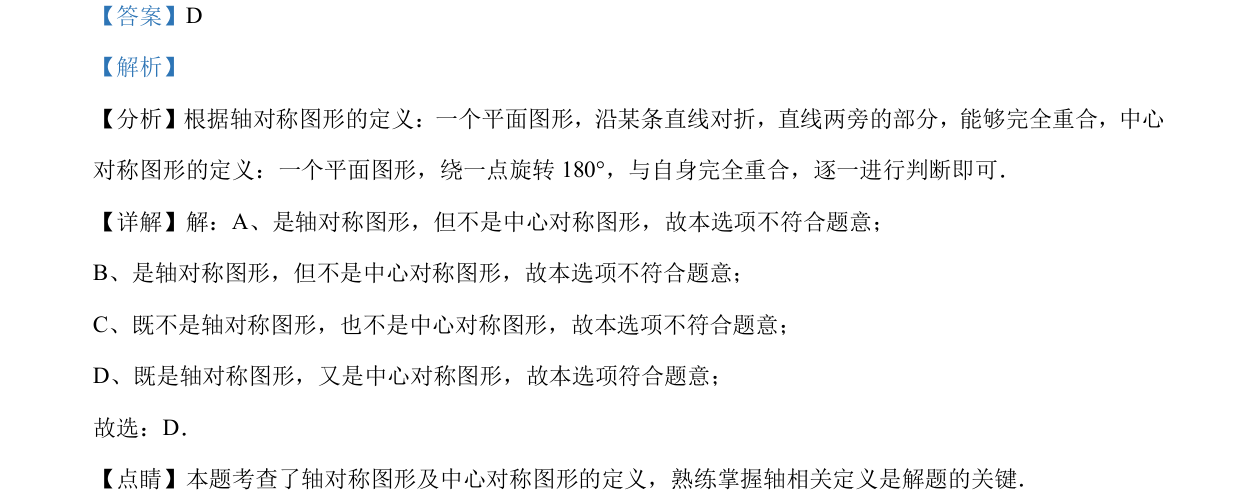 【答案】D
【解析】
【分析】根据轴对称图形的定义：一个平面图形，沿某条直线对折，直线两旁的部分，能够完全重合，中心
对称图形的定义：一个平面图形，绕一点旋转 180°，与自身完全重合，逐一进行判断即可．
【详解】解：A、是轴对称图形，但不是中心对称图形，故本选项不符合题意；
B、是轴对称图形，但不是中心对称图形，故本选项不符合题意；
C、既不是轴对称图形，也不是中心对称图形，故本选项不符合题意；
D、既是轴对称图形，又是中心对称图形，故本选项符合题意；
故选：D．
【点睛】本题考查了轴对称图形及中心对称图形的定义，熟练掌握轴相关定义是解题的关键．